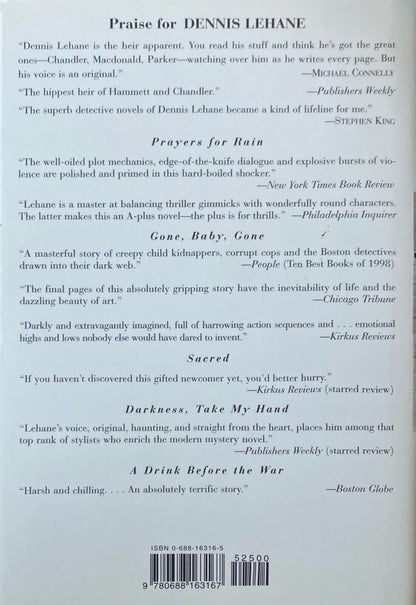 Praise for DENNIS LEHANE
“Dennis Lehane is the heir apparent. You read his stuff and think he’s got the great
ones—Chandler, Macdonald, Parker—watching over him as he writes every page. But
his voice is an original.” —MICHAEL CONNELLY
“The hippest heir of Hammett and Chandler.” —Publishers Weekly
“The superb detective novels of Dennis Lehane became a kind of lifeline for me.”
—STEPHEN KING
Prayers for Rain
“The well-oiled plot mechanics, edge-of-the-knife dialogue and explosive bursts of vio-
lence are polished and primed in this hard-boiled shocker.”
—New York Times Book Review
“Lehane is a master at balancing thriller gimmicks with wonderfully round characters.
The latter makes this an A-plus novel—the plus is for thrills.” —Philadelphia Inquirer
Gone, Baby, Gone
“A masterful story of creepy child kidnappers, corrupt cops and the Boston detectives
drawn into their dark web.” —People (Ten Best Books of 1998)
“The final pages of this absolutely gripping story have the inevitability of life and the
dazzling beauty of art.” —Chicago Tribune
“Darkly and extravagantly imagined, full of harrowing action sequences and . . . emotional
highs and lows nobody else would have dared to invent.” —Kirkus Reviews
Sacred
“If you haven’t discovered this gifted newcomer yet, you’d better hurry.”
—Kirkus Reviews (starred review)
Darkness, Take My Hand
“Lehane’s voice, original, haunting, and straight from the heart, places him among that
top rank of stylists who enrich the modern mystery novel.”
—Publishers Weekly (starred review)
A Drink Before the War
“Harsh and chilling. . . . An absolutely terrific story.” —Boston Globe
ISBN 0-688-16316-5
52500
9 780688 163167